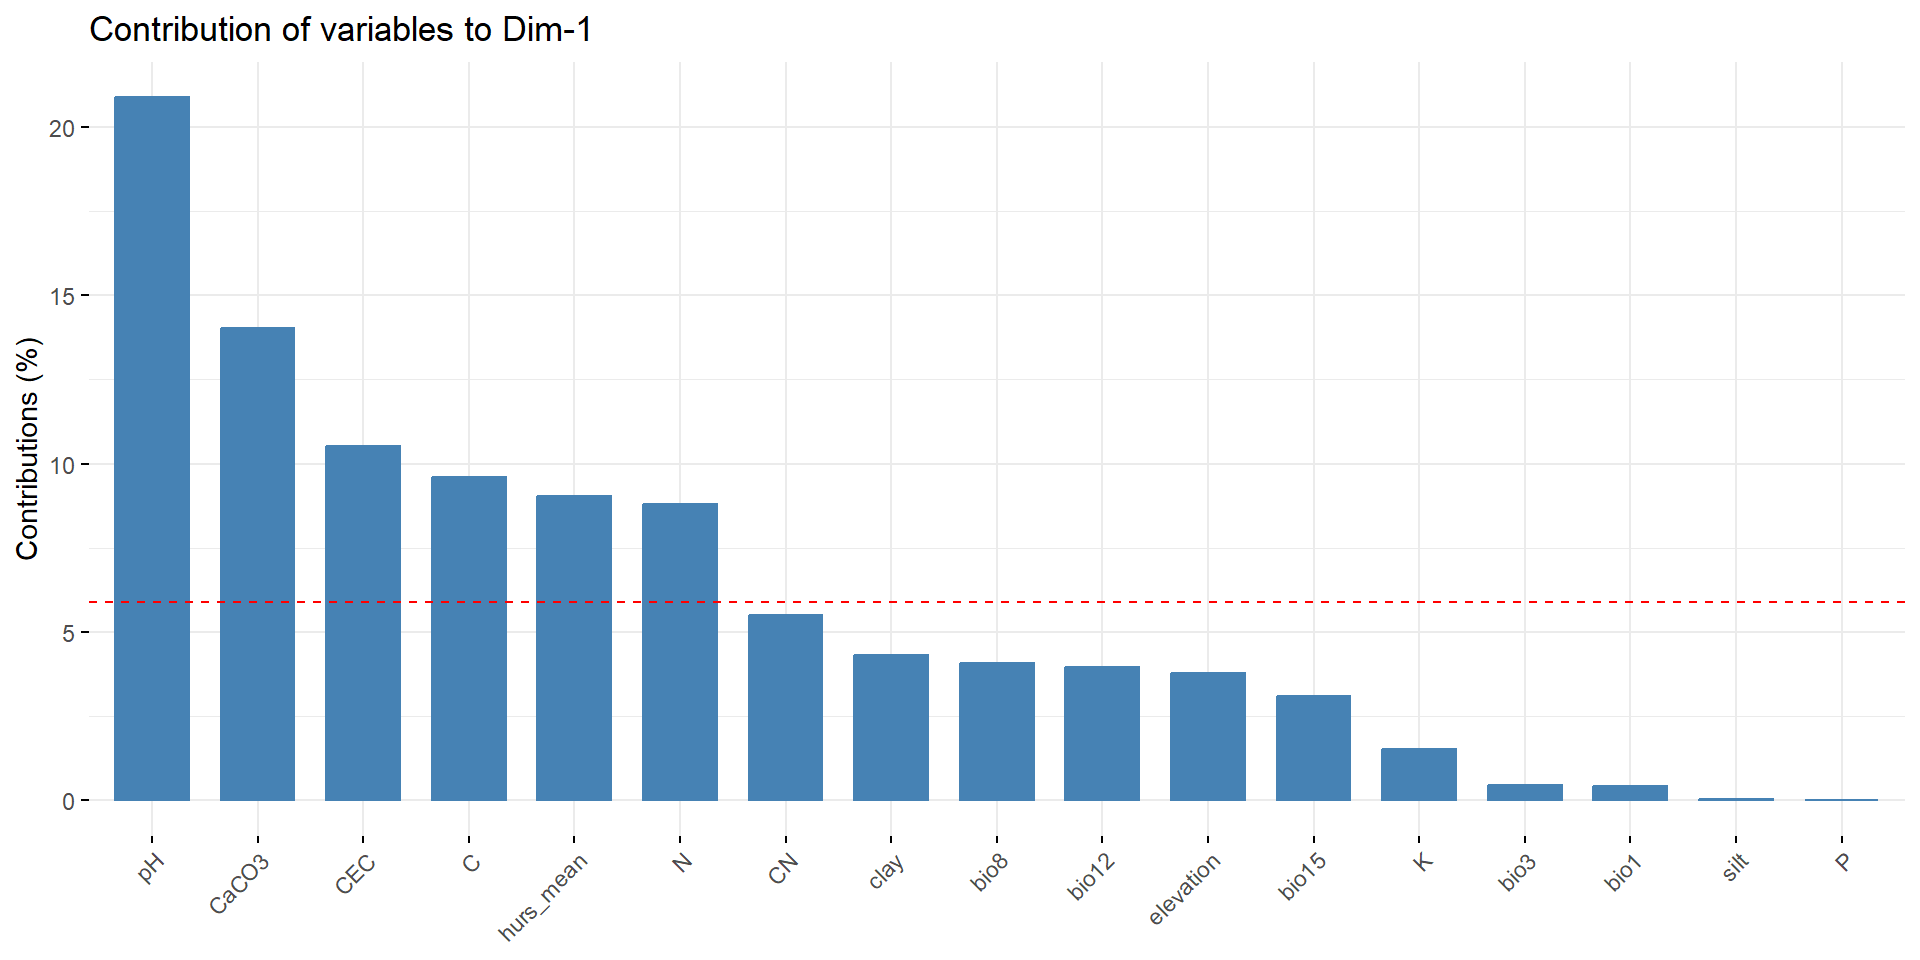 Contribution of variables to Dim-1
Contributions (%)
20
15
10
5
0
pH
CaCO3
CEC
C
hurs_mean
N
CN
clay
bio8
bio12
elevation
bio15
K
bio3
bio1
silt
P